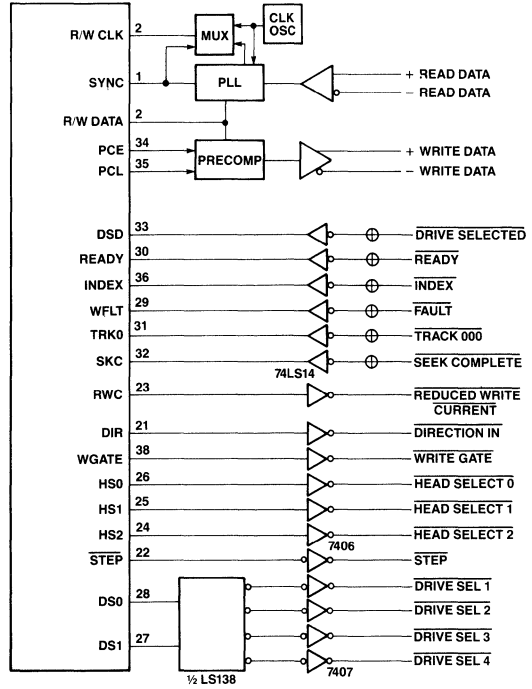 CLK
OSC
R/W CLK 2 MUX
SYNC 1 PLL + READ DATA
− READ DATA
R/W DATA 2
PCE 34 PRECOMP + WRITE DATA
PCL 35 − WRITE DATA
DSD 33 DRIVE SELECTED
READY 30 READY
INDEX 36 INDEX
WFLT 29 FAULT
TRK0 31 TRACK 000
SKC 32 SEEK COMPLETE
74LS14
RWC 23 REDUCED WRITE
CURRENT
DIR 21 DIRECTION IN
WGATE 38 WRITE GATE
HS0 26 HEAD SELECT 0
HS1 25 HEAD SELECT 1
HS2 24 HEAD SELECT 2
7406
STEP 22 STEP
DS0 28 DRIVE SEL 1
DRIVE SEL 2
DS1 27 DRIVE SEL 3
DRIVE SEL 4
7407
½ LS138